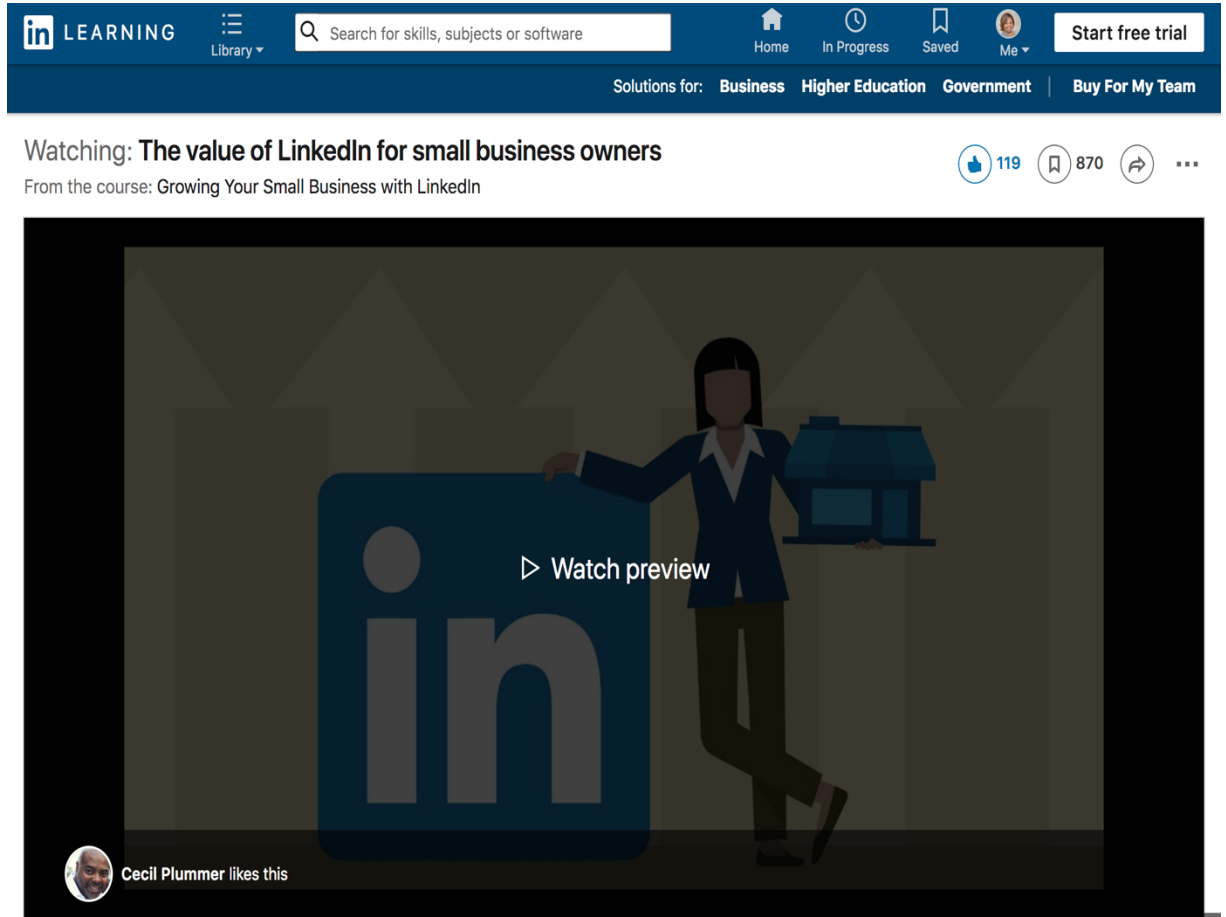 in LEARNING
Library
Search for skills, subjects or software
Home
In Progress
Saved
Me
Start free trial
Solutions for: Business Higher Education Government Buy For My Team
Watching: The value of LinkedIn for small business owners
119
870
From the course: Growing Your Small Business with LinkedIn
in
Watch preview
Cecil Plummer likes this